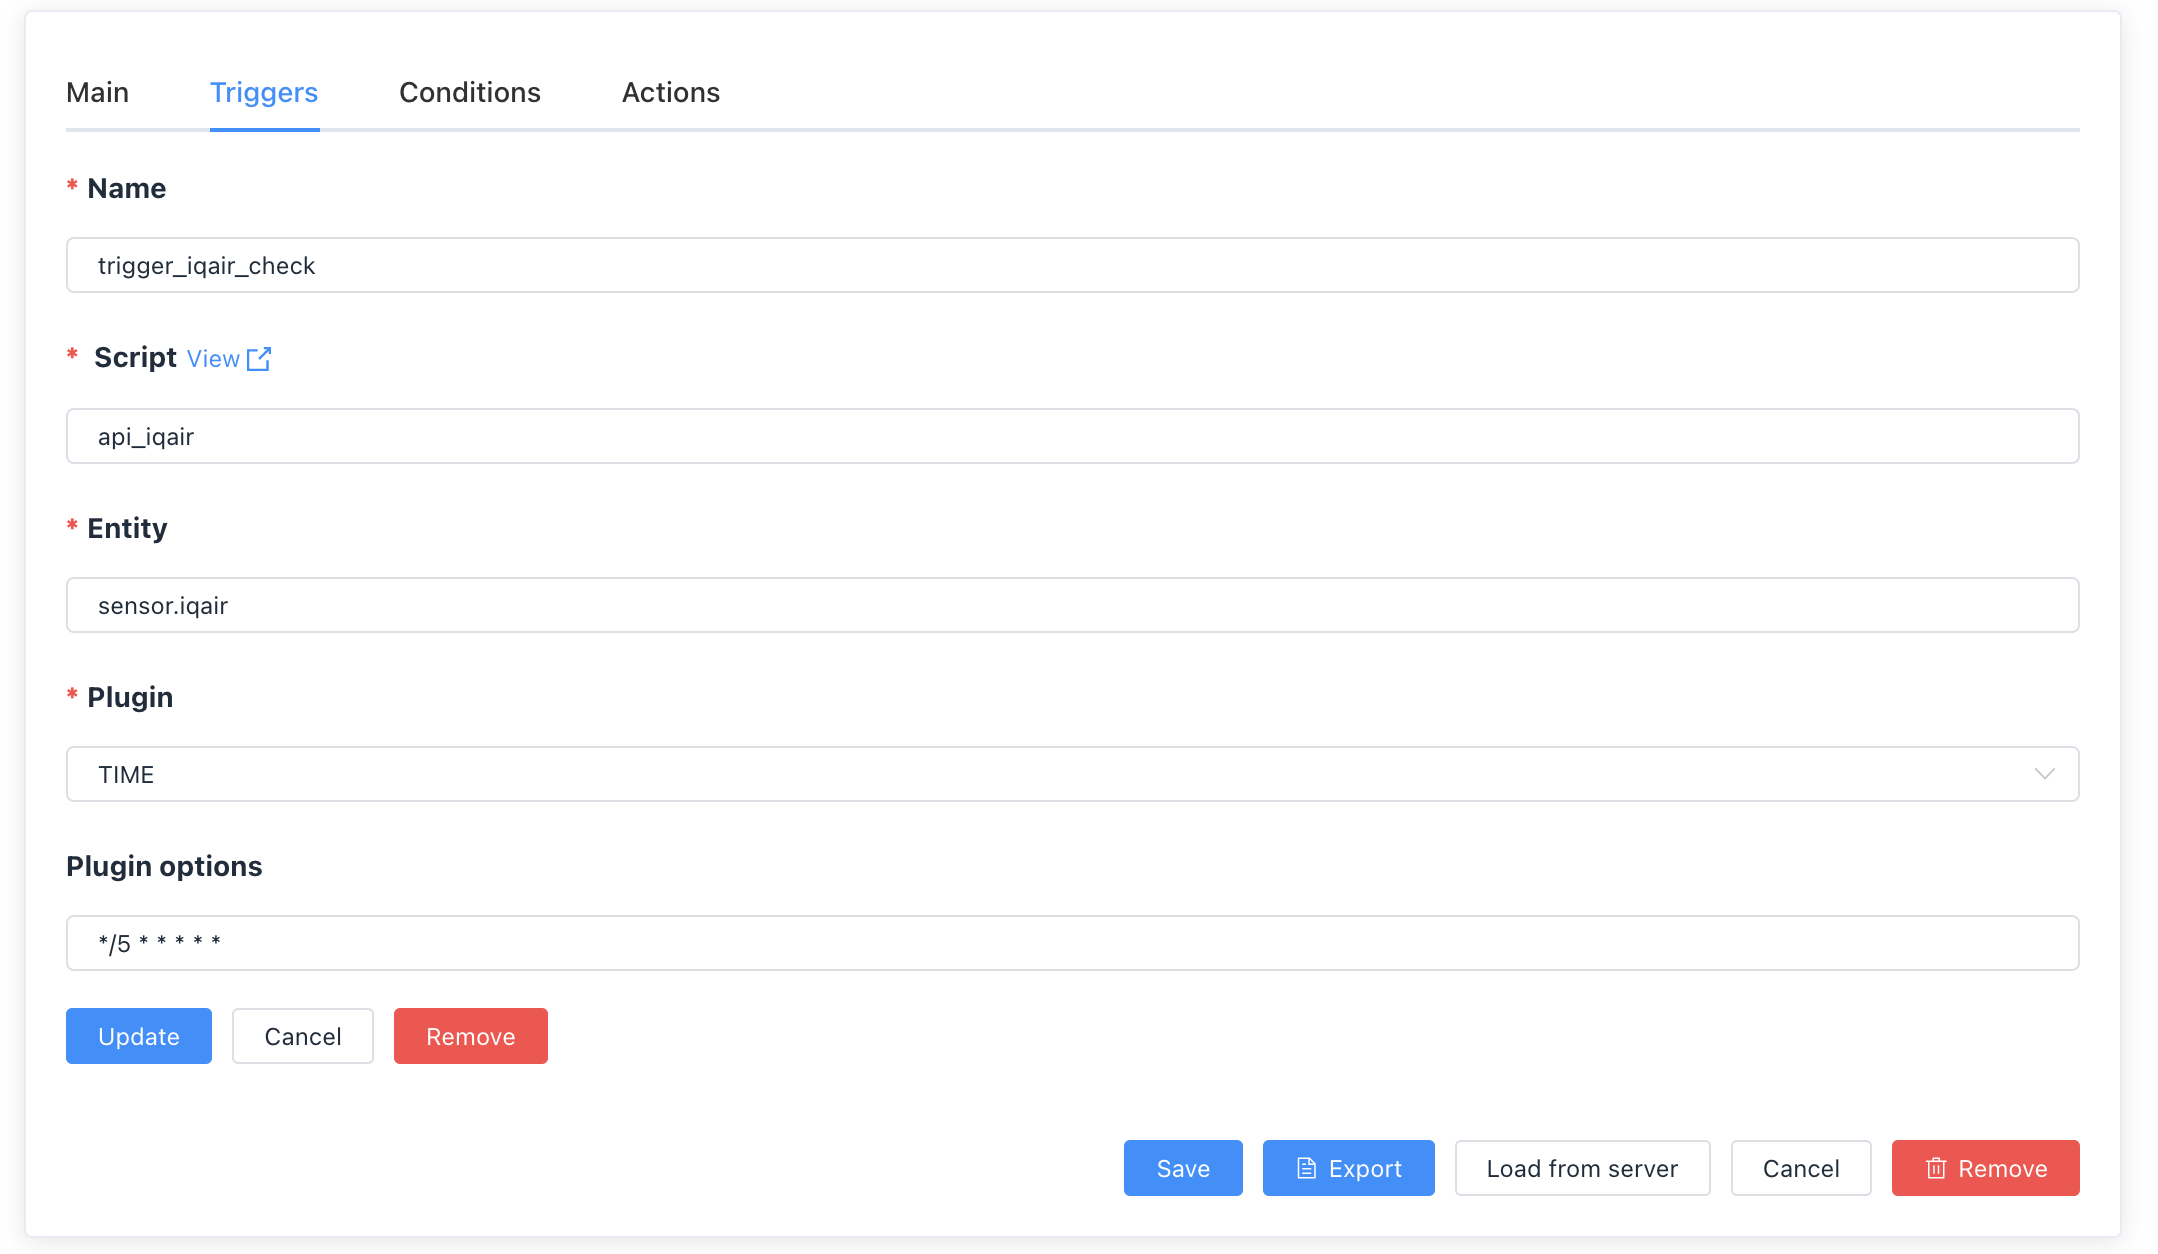 Main Triggers Conditions Actions
* Name
trigger_iqair_check
* Script View
api_iqair
* Entity
sensor.iqair
* Plugin
TIME
Plugin options
*/5 * * * * *
Update Cancel Remove
Save Export Load from server Cancel Remove